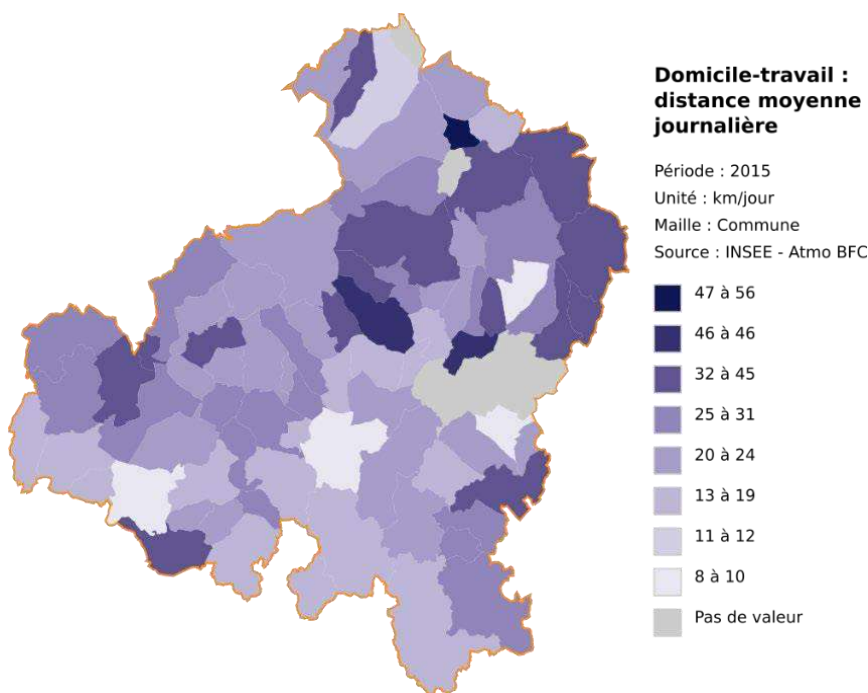 Domicile-travail :
distance moyenne
journalière
Période : 2015
Unité : km/jour
Maille : Commune
Source : INSEE - Atmo BFC
47 à 56
46 à 46
32 à 45
25 à 31
20 à 24
13 à 19
11 à 12
8 à 10
Pas de valeur